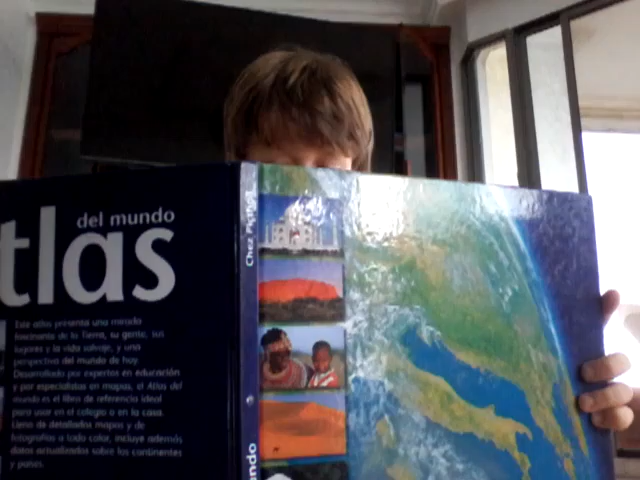 del mundo
tlas
Este atlas presenta una mirada
fascinante de la Tierra, su gente, sus
lugares y la vida salvaje, y una
perspectiva del mundo de hoy.
Desarrollado por expertos en educación
y por especialistas en mapas, el Atlas del
mundo es el libro de referencia ideal
para usar en el colegio o en la casa.
Lleno de detallados mapas y de
fotografías a todo color, incluye además
datos actualizados sobre los continentes
y países.
Chez
undo